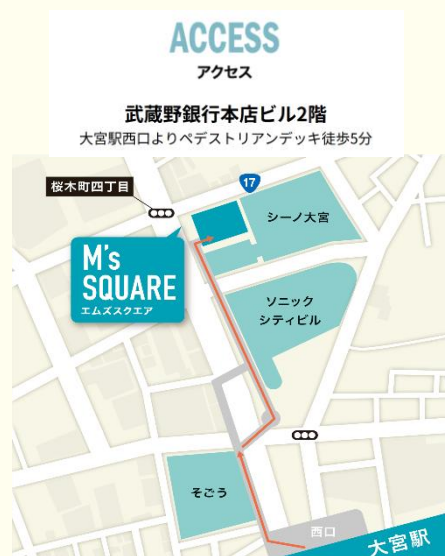 ACCESS
アクセス
武蔵野銀行本店ビル2階
大宮駅西口よりペデストリアンデッキ徒歩5分
桜木町四丁目
17
シーノ大宮
M's
SQUARE
エムズスクエア
ソニック
シティビル
そごう
西口
大宮駅